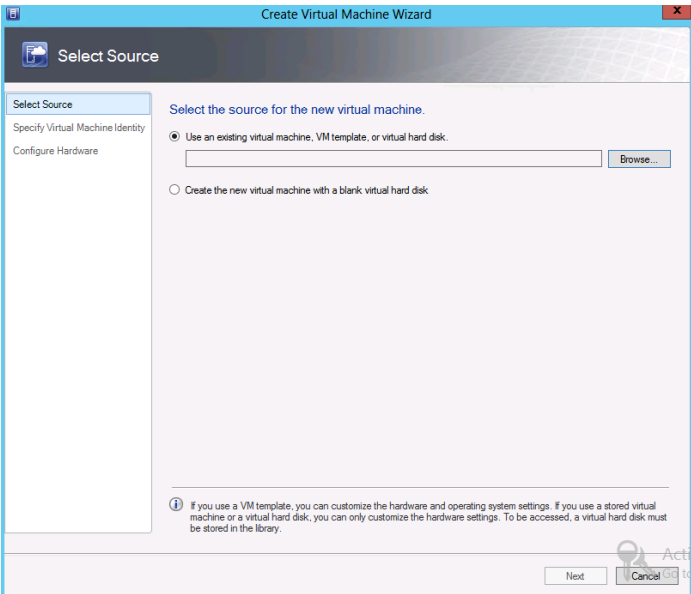 Create Virtual Machine Wizard
x
Select Source
Select Source
Specify Virtual Machine Identity
Configure Hardware
Select the source for the new virtual machine.
Use an existing virtual machine, VM template, or virtual hard disk.
Browse...
Create the new virtual machine with a blank virtual hard disk
If you use a VM template, you can customize the hardware and operating system settings. If you use a stored virtual
machine or a virtual hard disk, you can only customize the hardware settings. To be accessed, a virtual hard disk must
be stored in the library.
Acti
Go to
Next
Cancel